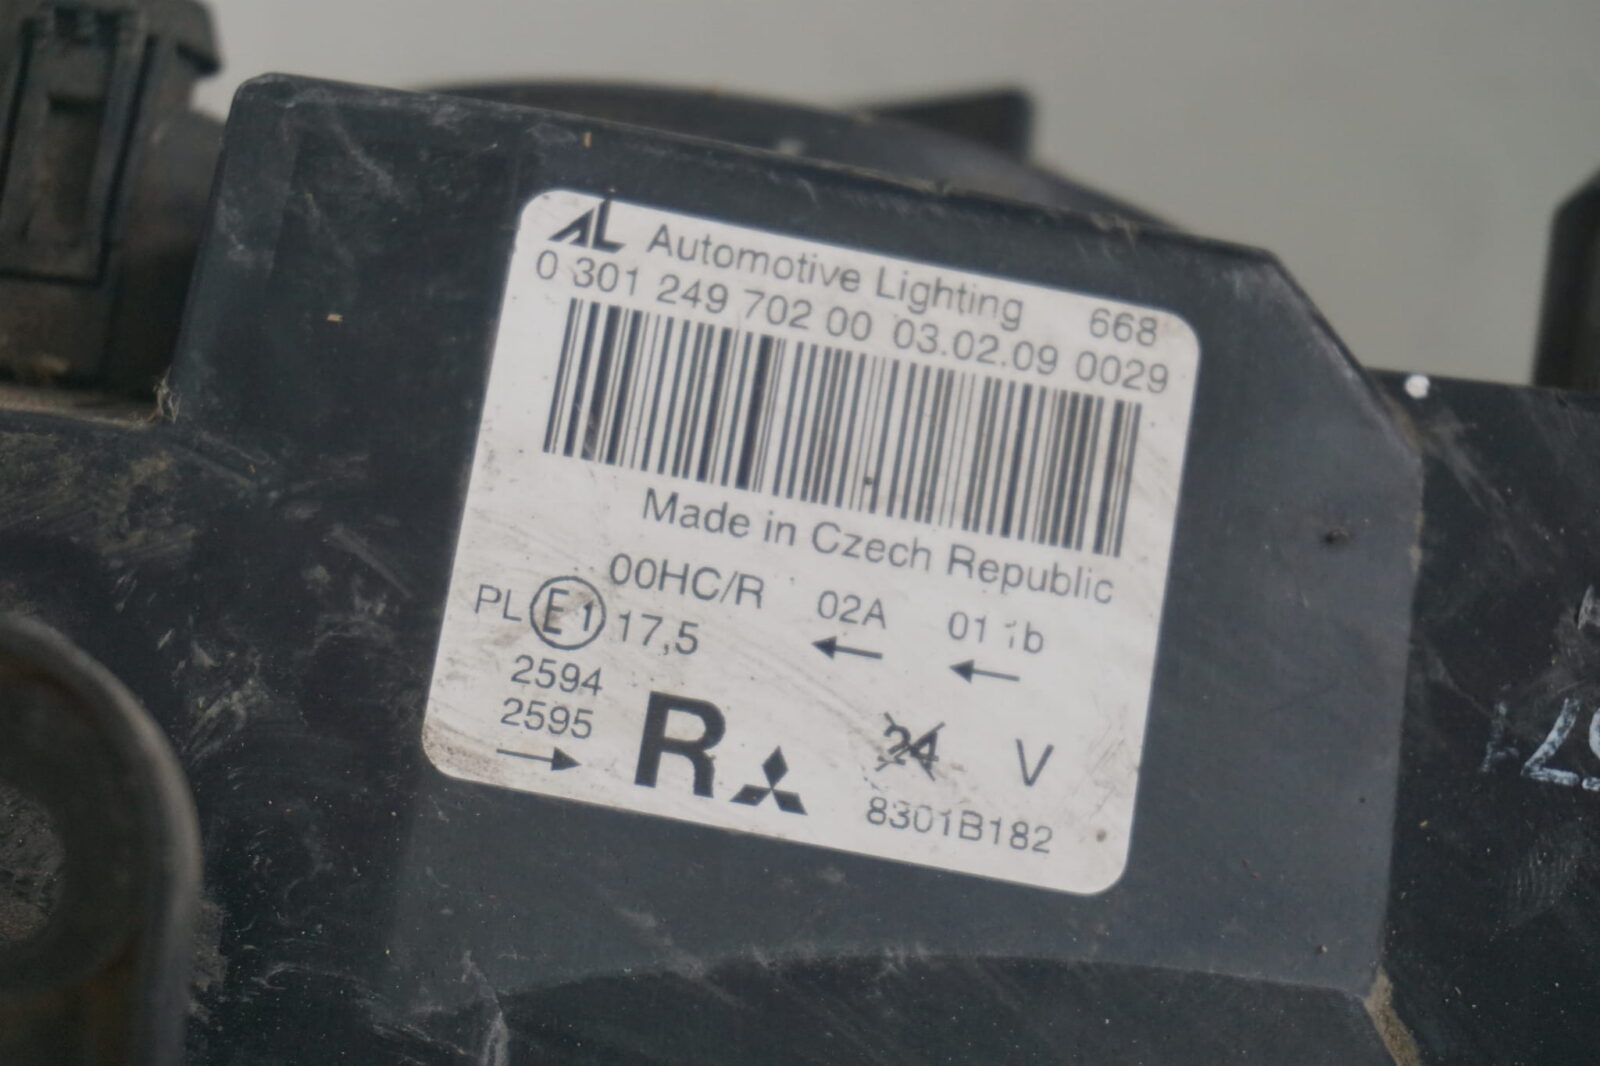 AL Automotive Lighting 668
0 301 249 702 00 03.02.09 0029
Made in Czech Republic
00HC/R 02A 01 1b
PL E1 17,5 ← ←
2594
2595
→ R 24 V
8301B182